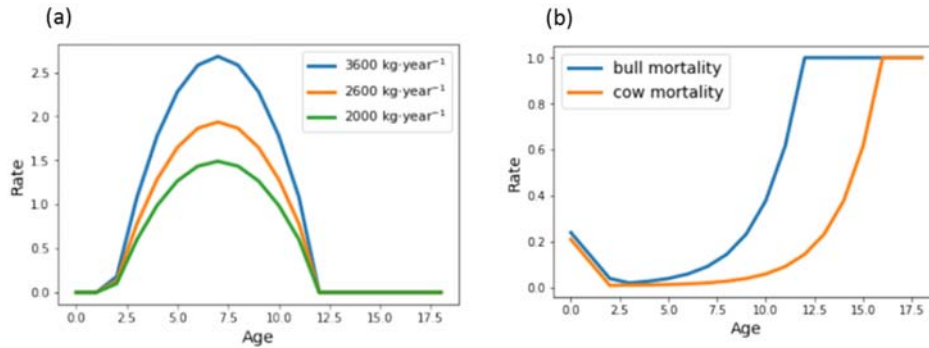 (a)
(b)
3600 kg·year⁻¹
2600 kg·year⁻¹
2000 kg·year⁻¹
Rate
2.5
2.0
1.5
1.0
0.5
0.0
0.0 2.5 5.0 7.5 10.0 12.5 15.0 17.5
Age
bull mortality
cow mortality
Rate
1.0
0.8
0.6
0.4
0.2
0.0
0.0 2.5 5.0 7.5 10.0 12.5 15.0 17.5
Age